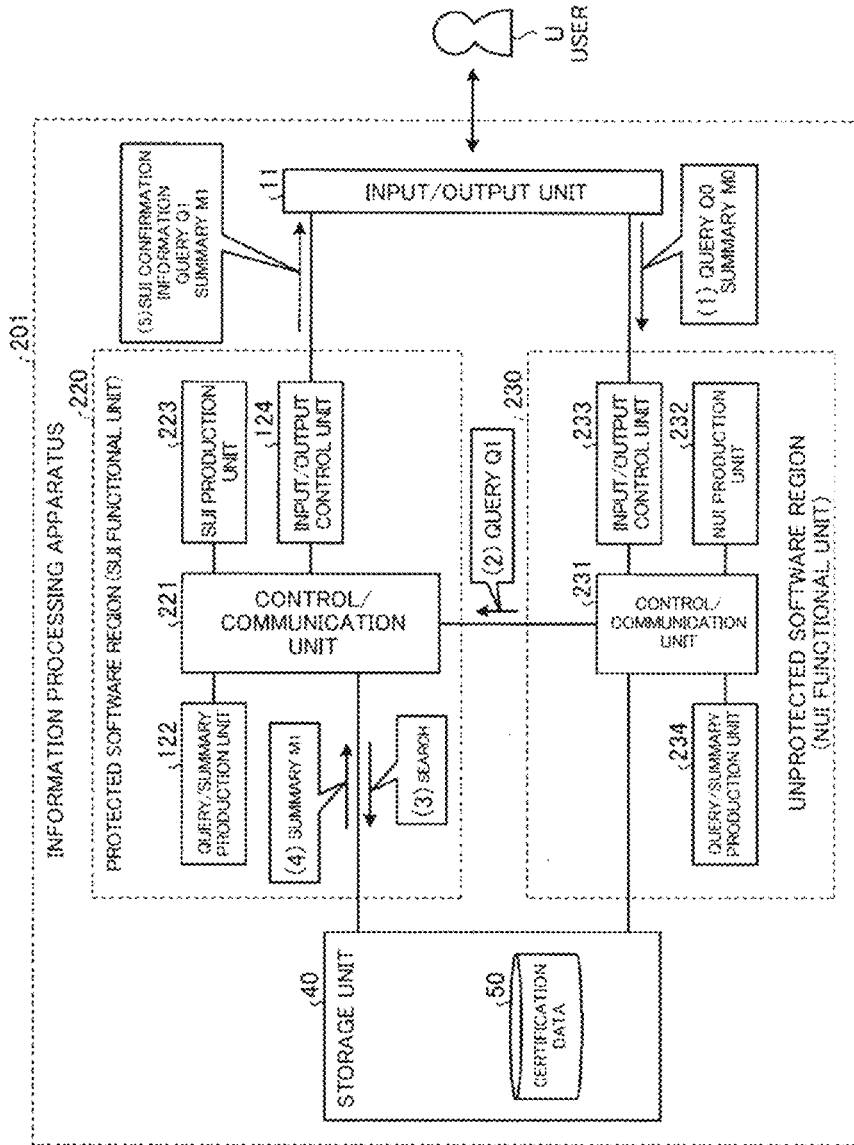 201
INFORMATION PROCESSING APPARATUS
220
PROTECTED SOFTWARE REGION (SUI FUNCTIONAL UNIT)
122
QUERY/SUMMARY
PRODUCTION UNIT
221
CONTROL/
COMMUNICATION
UNIT
223
SUI PRODUCTION
UNIT
124
INPUT/OUTPUT
CONTROL UNIT
(5)SUI CONFIRMATION
INFORMATION
QUERY Q1
SUMMARY M1
(4) SUMMARY M1
(3) SEARCH
(2) QUERY Q1
11
INPUT/OUTPUT UNIT
U
USER
(1) QUERY Q0
SUMMARY M0
40
STORAGE UNIT
50
CERTIFICATION
DATA
230
231
CONTROL/
COMMUNICATION
UNIT
233
INPUT/OUTPUT
CONTROL UNIT
232
NUI PRODUCTION
UNIT
234
QUERY/SUMMARY
PRODUCTION UNIT
UNPROTECTED SOFTWARE REGION
(NUI FUNCTIONAL UNIT)